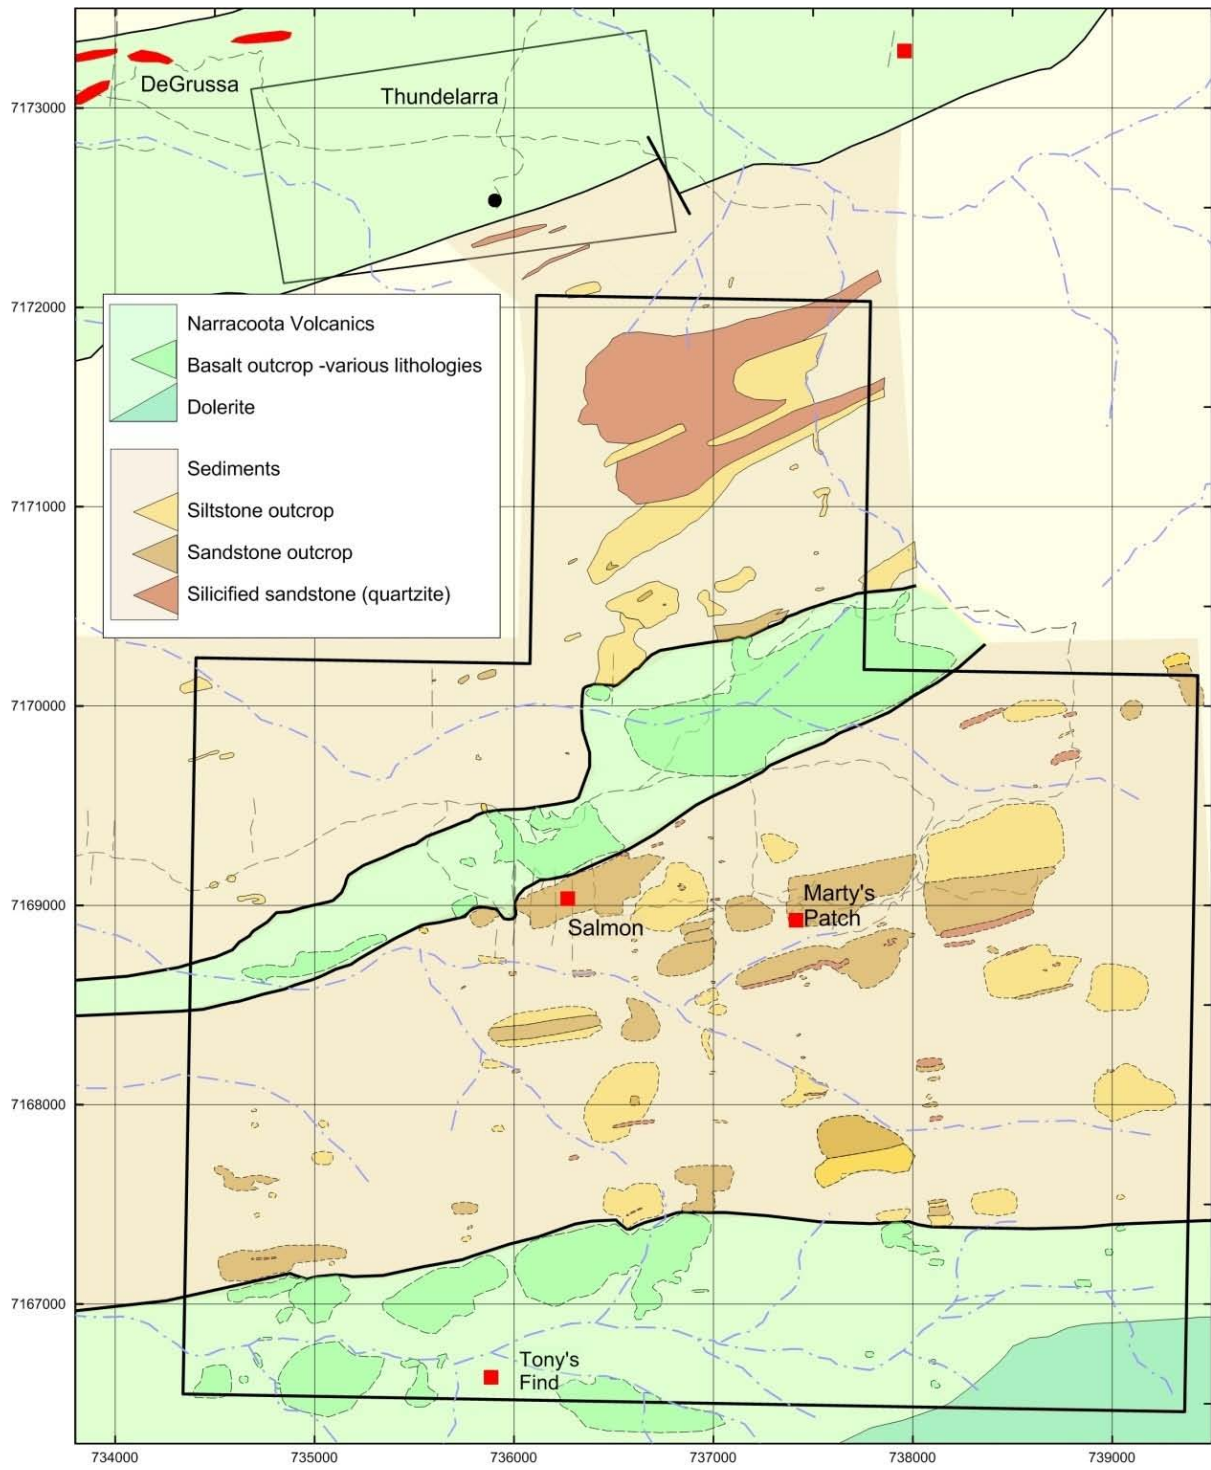 DeGrussa
Thundelarra
7173000
7172000
Narracoota Volcanics
Basalt outcrop -various lithologies
Dolerite
Sediments
Siltstone outcrop
Sandstone outcrop
Silicified sandstone (quartzite)
7171000
7170000
7169000
Marty's
Patch
Salmon
7168000
7167000
Tony's
Find
734000 735000 736000 737000 738000 739000